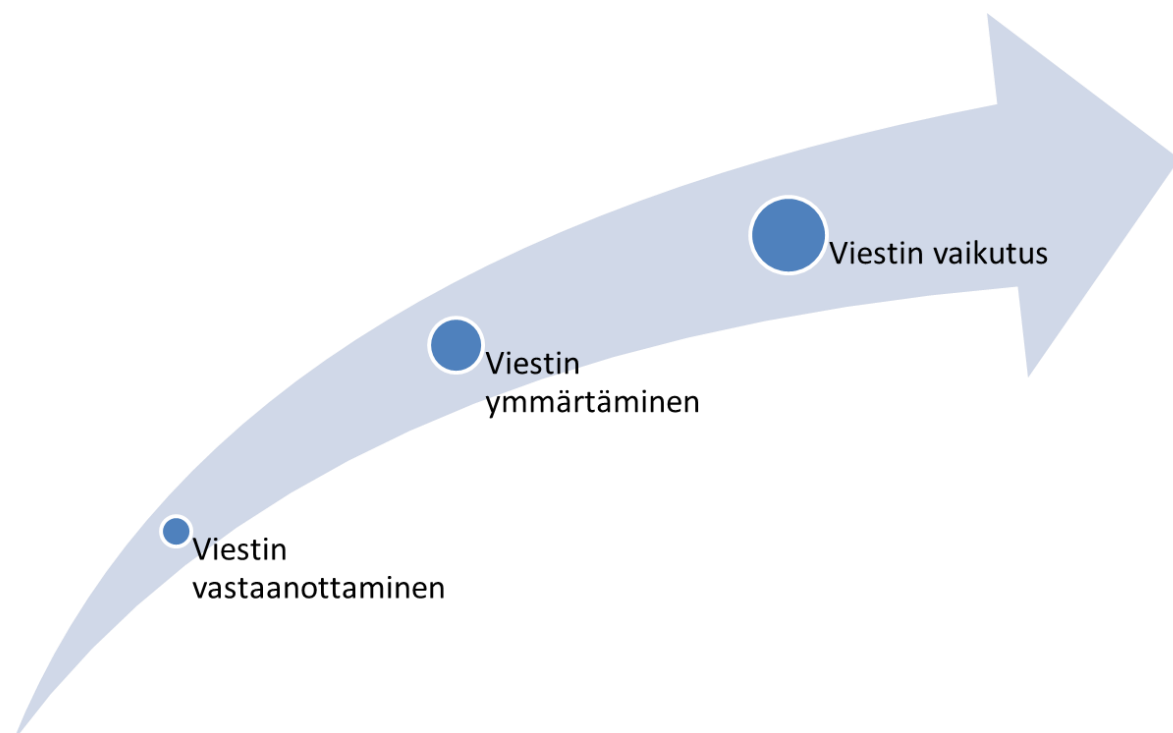 Viestin vaikutus
Viestin
ymmärtäminen
Viestin
vastaanottaminen